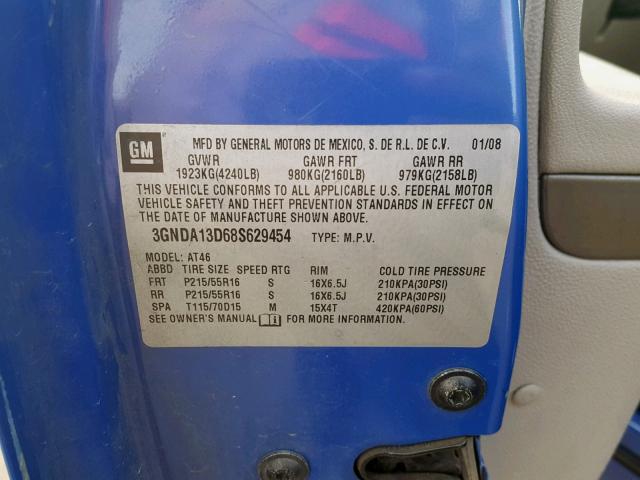 GM
MFD BY GENERAL MOTORS DE MEXICO, S. DE R.L. DE C.V. 01/08
GVWR GAWR FRT GAWR RR
1923KG(4240LB) 980KG(2160LB) 979KG(2158LB)
THIS VEHICLE CONFORMS TO ALL APPLICABLE U.S. FEDERAL MOTOR
VEHICLE SAFETY AND THEFT PREVENTION STANDARDS IN EFFECT ON THE
DATE OF MANUFACTURE SHOWN ABOVE.
3GNDA13D68S629454 TYPE: M.P.V.
MODEL: AT46
ABBD TIRE SIZE SPEED RTG RIM COLD TIRE PRESSURE
FRT P215/55R16 S 16X6.5J 210KPA(30PSI)
RR P215/55R16 S 16X6.5J 210KPA(30PSI)
SPA T115/70D15 M 15X4T 420KPA(60PSI)
SEE OWNER'S MANUAL FOR MORE INFORMATION.